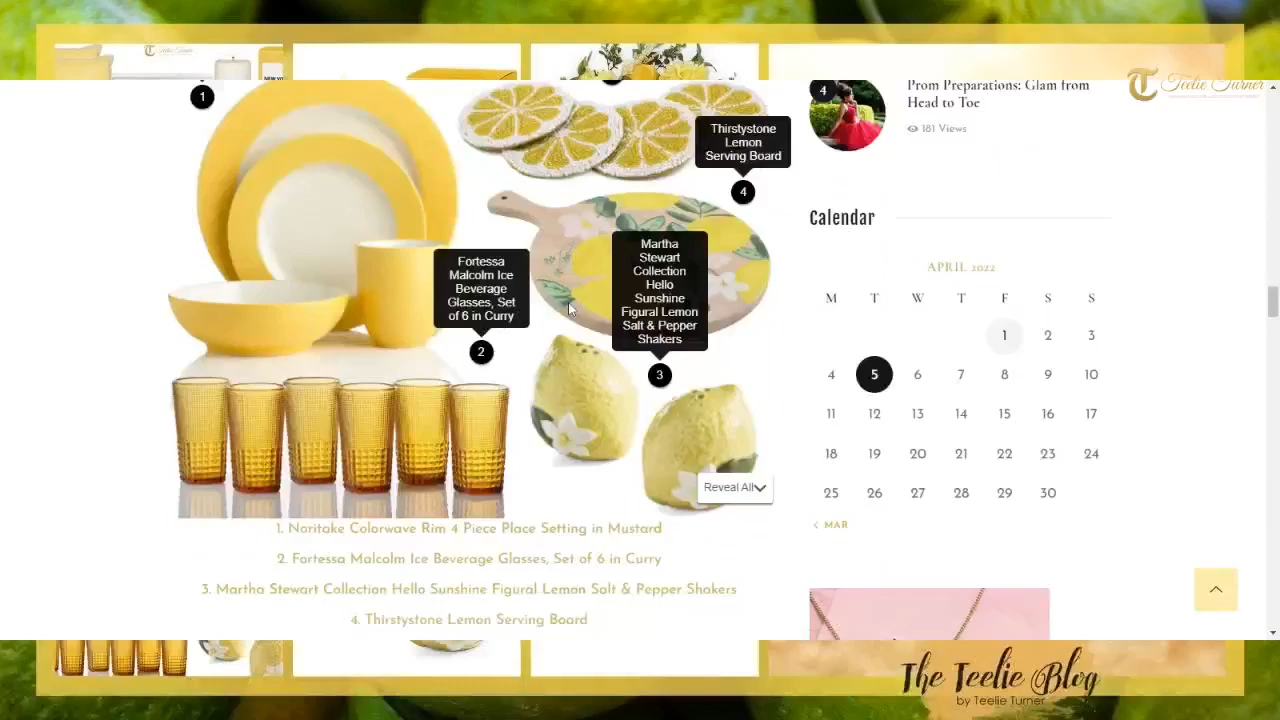 Teelie Turner
1
Thirstystone
Lemon
Serving Board
4
Fortessa
Malcolm Ice
Beverage
Glasses, Set
of 6 in Curry
2
Martha
Stewart
Collection
Hello
Sunshine
Figural Lemon
Salt & Pepper
Shakers
3
Reveal All
1. Noritake Colorwave Rim 4 Piece Place Setting in Mustard
2. Fortessa Malcolm Ice Beverage Glasses, Set of 6 in Curry
3. Martha Stewart Collection Hello Sunshine Figural Lemon Salt & Pepper Shakers
4. Thirstystone Lemon Serving Board
4
Prom Preparations: Glam from
Head to Toe
181 Views
Teelie Turner
Calendar
APRIL 2022
M T W T F S S
1 2 3
4 5 6 7 8 9 10
11 12 13 14 15 16 17
18 19 20 21 22 23 24
25 26 27 28 29 30
< MAR
The Teelie Blog
by Teelie Turner